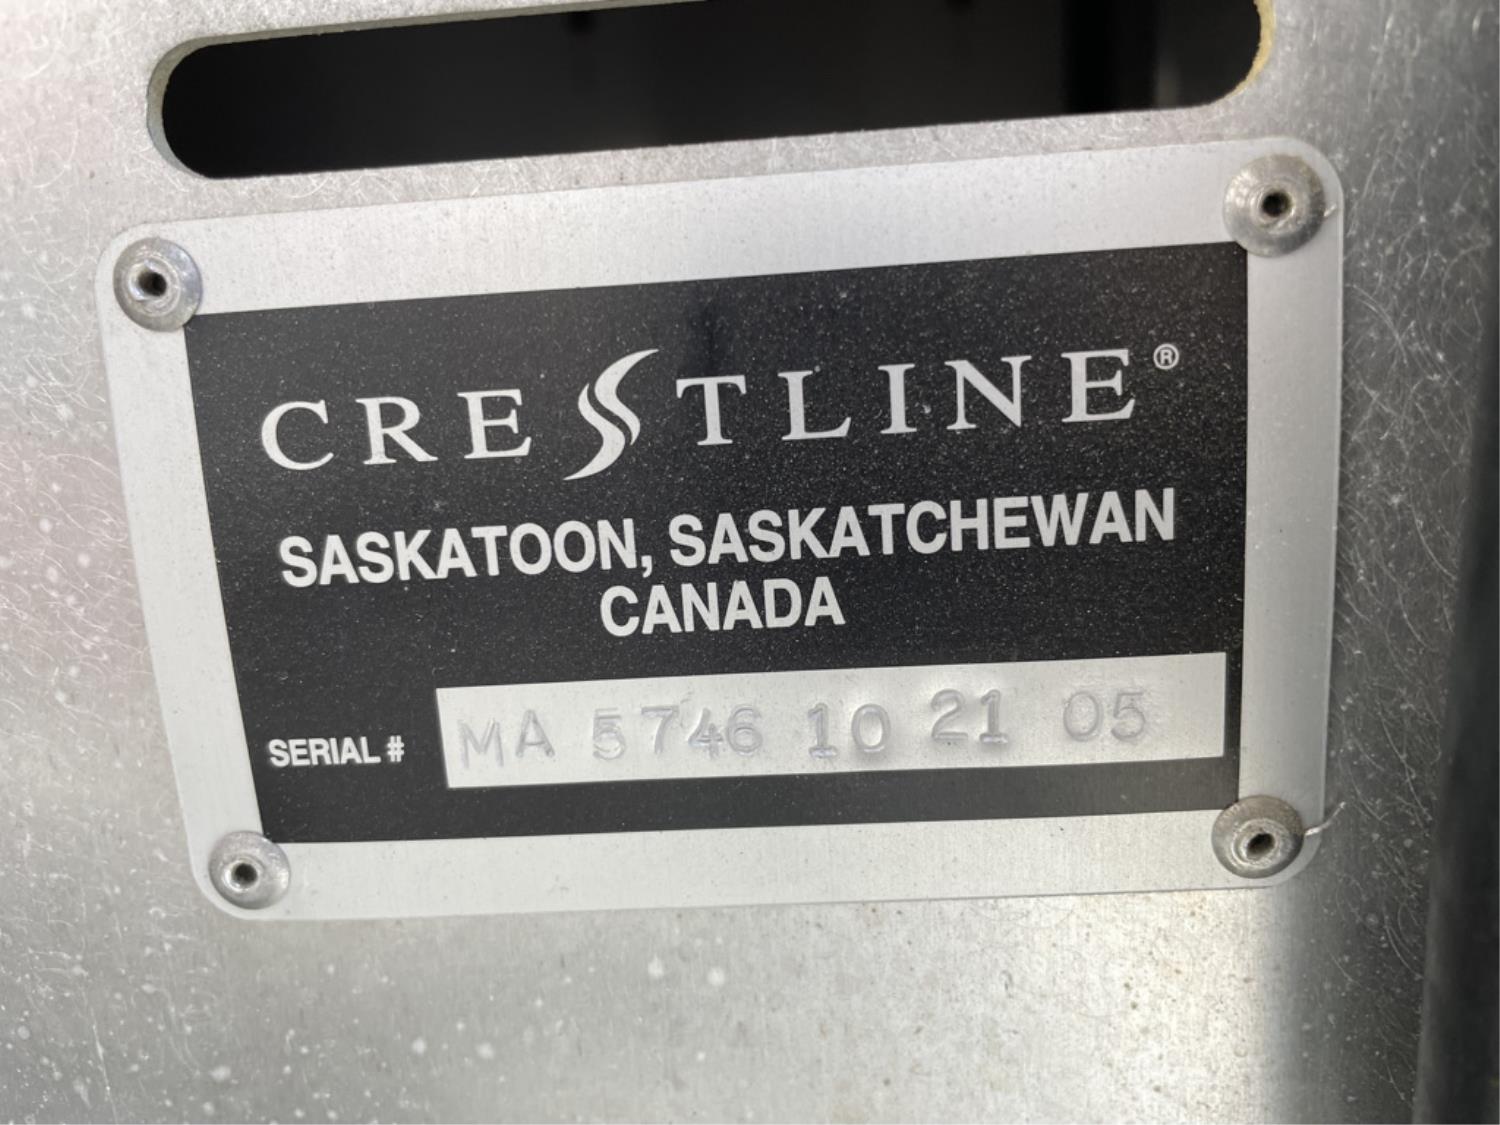 CRESTLINE®
SASKATOON, SASKATCHEWAN
CANADA
SERIAL # MA 5746 10 21 05